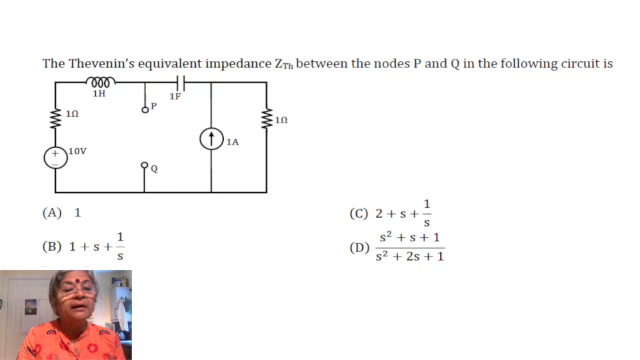 The Thevenin's equivalent impedance Z_Th between the nodes P and Q in the following circuit is
1H
1F
P
1Ω
1Ω
1A
+
10V
−
Q
(A) 1
(B) 1 + s + 1/s
(C) 2 + s + 1/s
(D) (s² + s + 1)/(s² + 2s + 1)